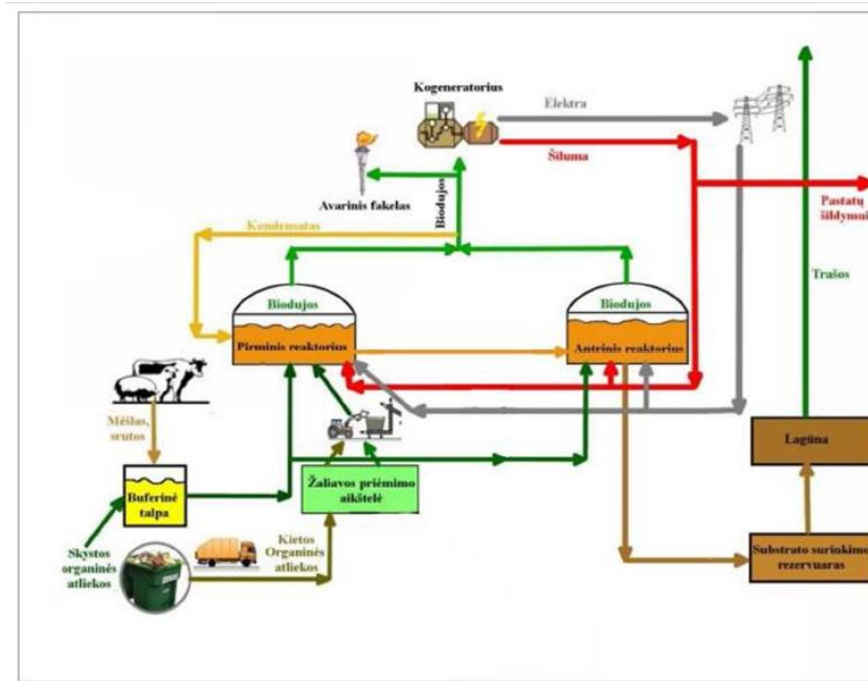 Kogeneratorius
Elektra
Šiluma
Avarinis fakelas
Biodujos
Pastatų
šildymui
Kondensatas
Trąšos
Biodujos
Biodujos
Pirminis reaktorius
Antrinis reaktorius
Mėšlas,
srutos
Lagūna
Buferinė
talpa
Žaliavos priėmimo
aikštelė
Skystos
organinės
atliekos
Kietos
Organinės
atliekos
Substrato surinkimo
rezervuaras